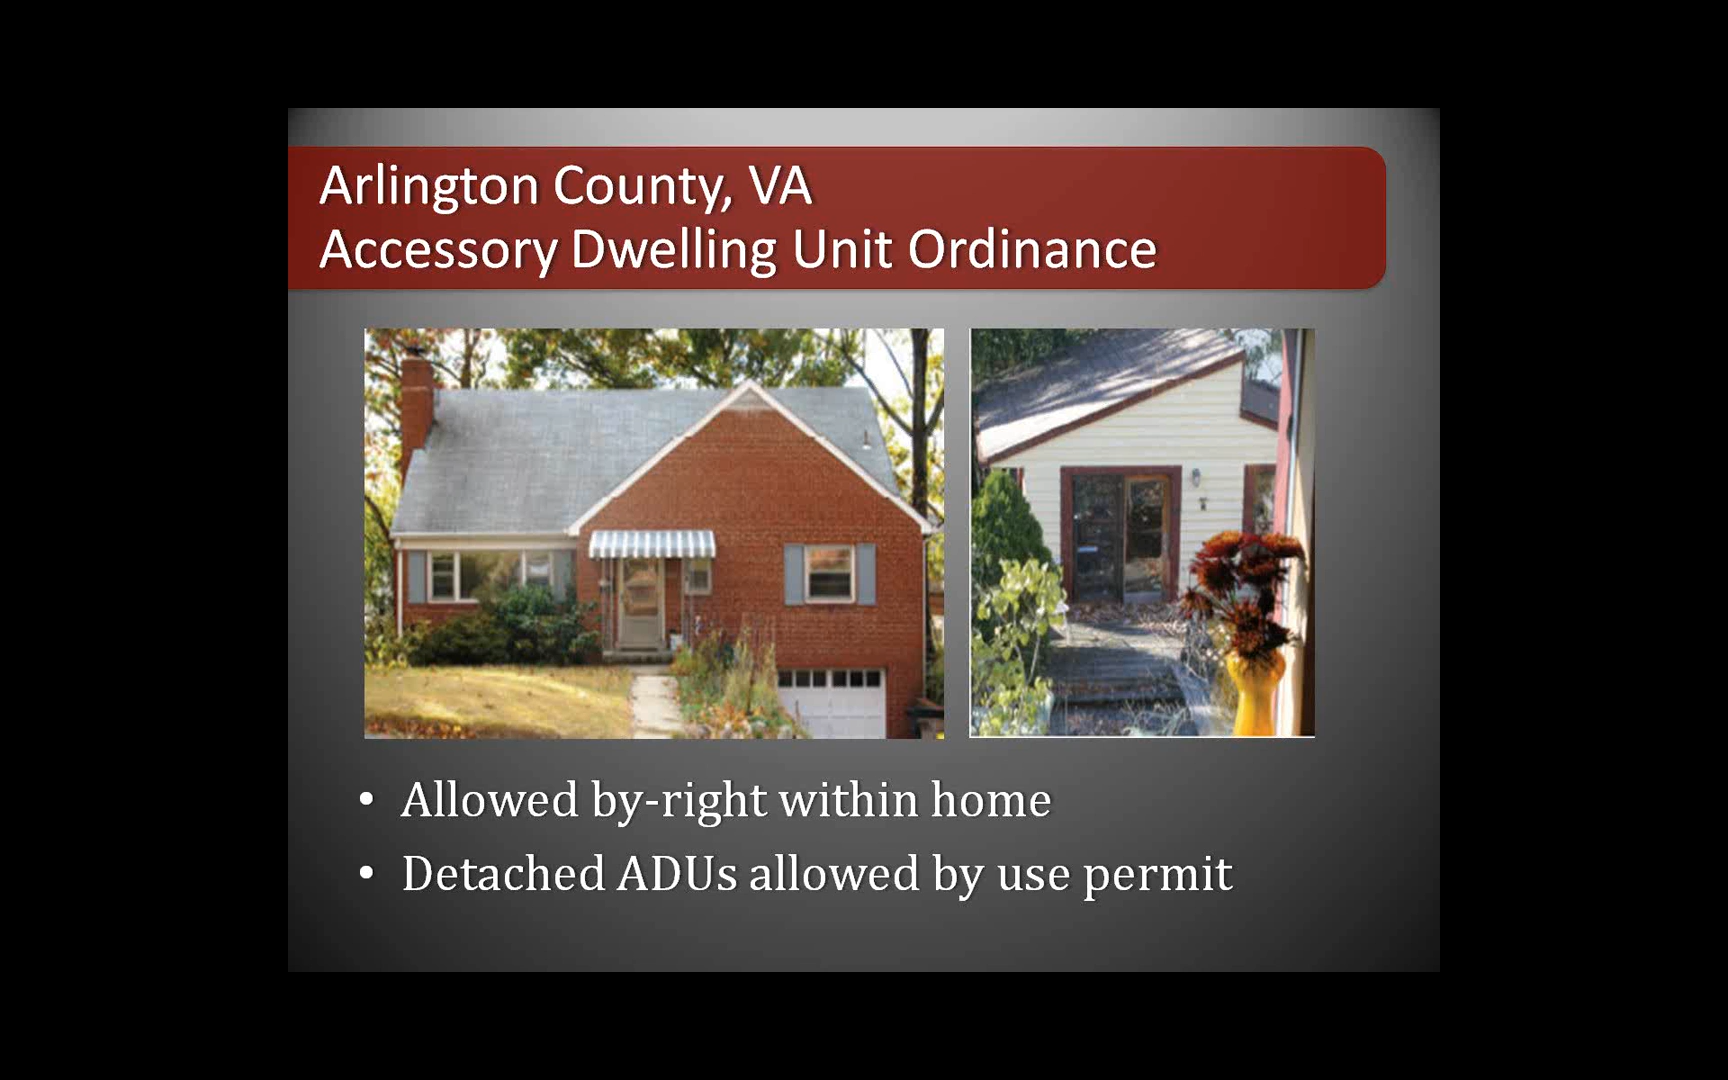 Arlington County, VA
Accessory Dwelling Unit Ordinance
• Allowed by-right within home
• Detached ADUs allowed by use permit